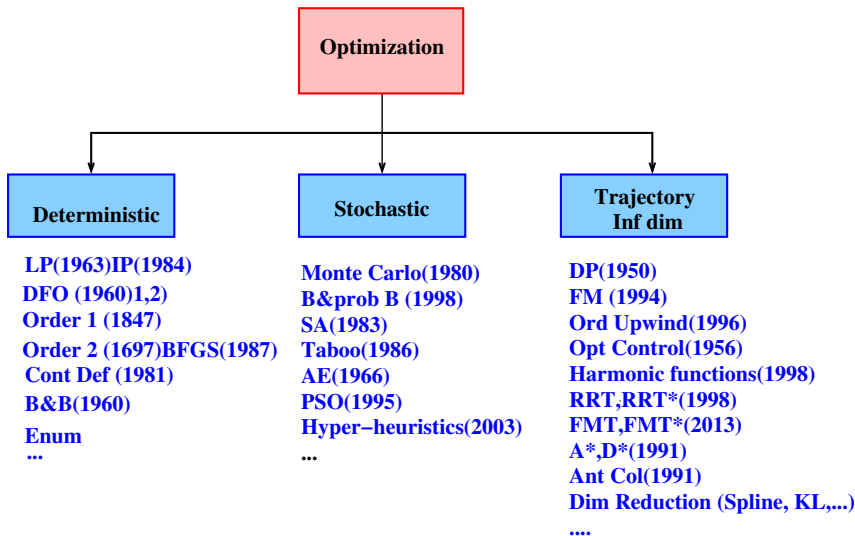 Optimization
Deterministic
LP(1963)IP(1984)
DFO (1960)1,2)
Order 1 (1847)
Order 2 (1697)BFGS(1987)
Cont Def (1981)
B&B(1960)
Enum
...
Stochastic
Monte Carlo(1980)
B&prob B (1998)
SA(1983)
Taboo(1986)
AE(1966)
PSO(1995)
Hyper−heuristics(2003)
...
Trajectory
Inf dim
DP(1950)
FM (1994)
Ord Upwind(1996)
Opt Control(1956)
Harmonic functions(1998)
RRT,RRT*(1998)
FMT,FMT*(2013)
A*,D*(1991)
Ant Col(1991)
Dim Reduction (Spline, KL,...)
....